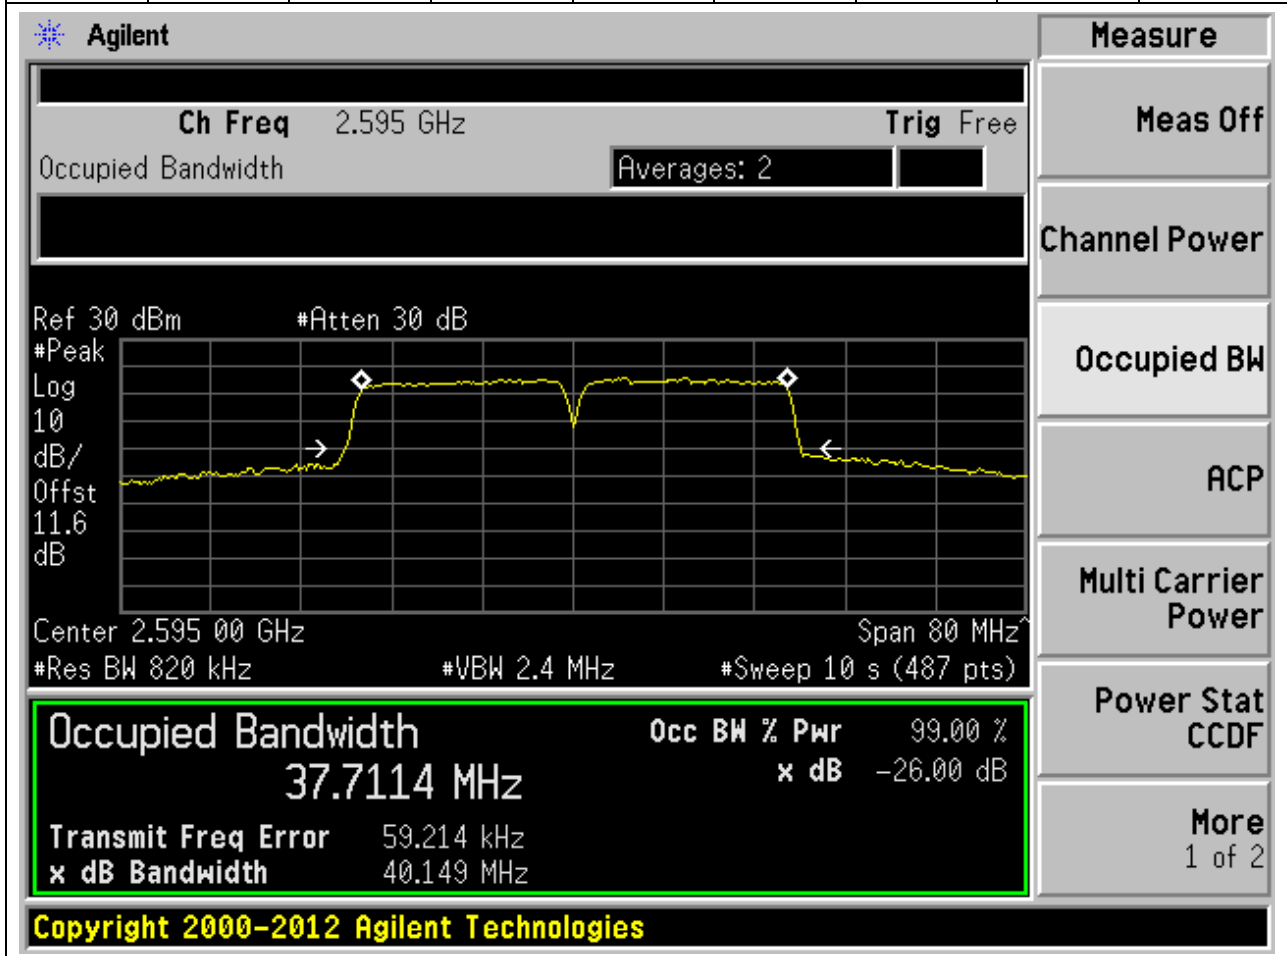 Agilent
Measure
Ch Freq 2.595 GHz Trig Free
Occupied Bandwidth Averages: 2
Meas Off
Channel Power
Occupied BW
ACP
Multi Carrier
Power
Power Stat
CCDF
More
1 of 2
Ref 30 dBm #Atten 30 dB
#Peak
Log
10
dB/
Offst
11.6
dB
Center 2.595 00 GHz Span 80 MHz^
#Res BW 820 kHz #VBW 2.4 MHz #Sweep 10 s (487 pts)
Occupied Bandwidth Occ BW % Pwr 99.00 %
37.7114 MHz x dB -26.00 dB
Transmit Freq Error 59.214 kHz
x dB Bandwidth 40.149 MHz
Copyright 2000-2012 Agilent Technologies